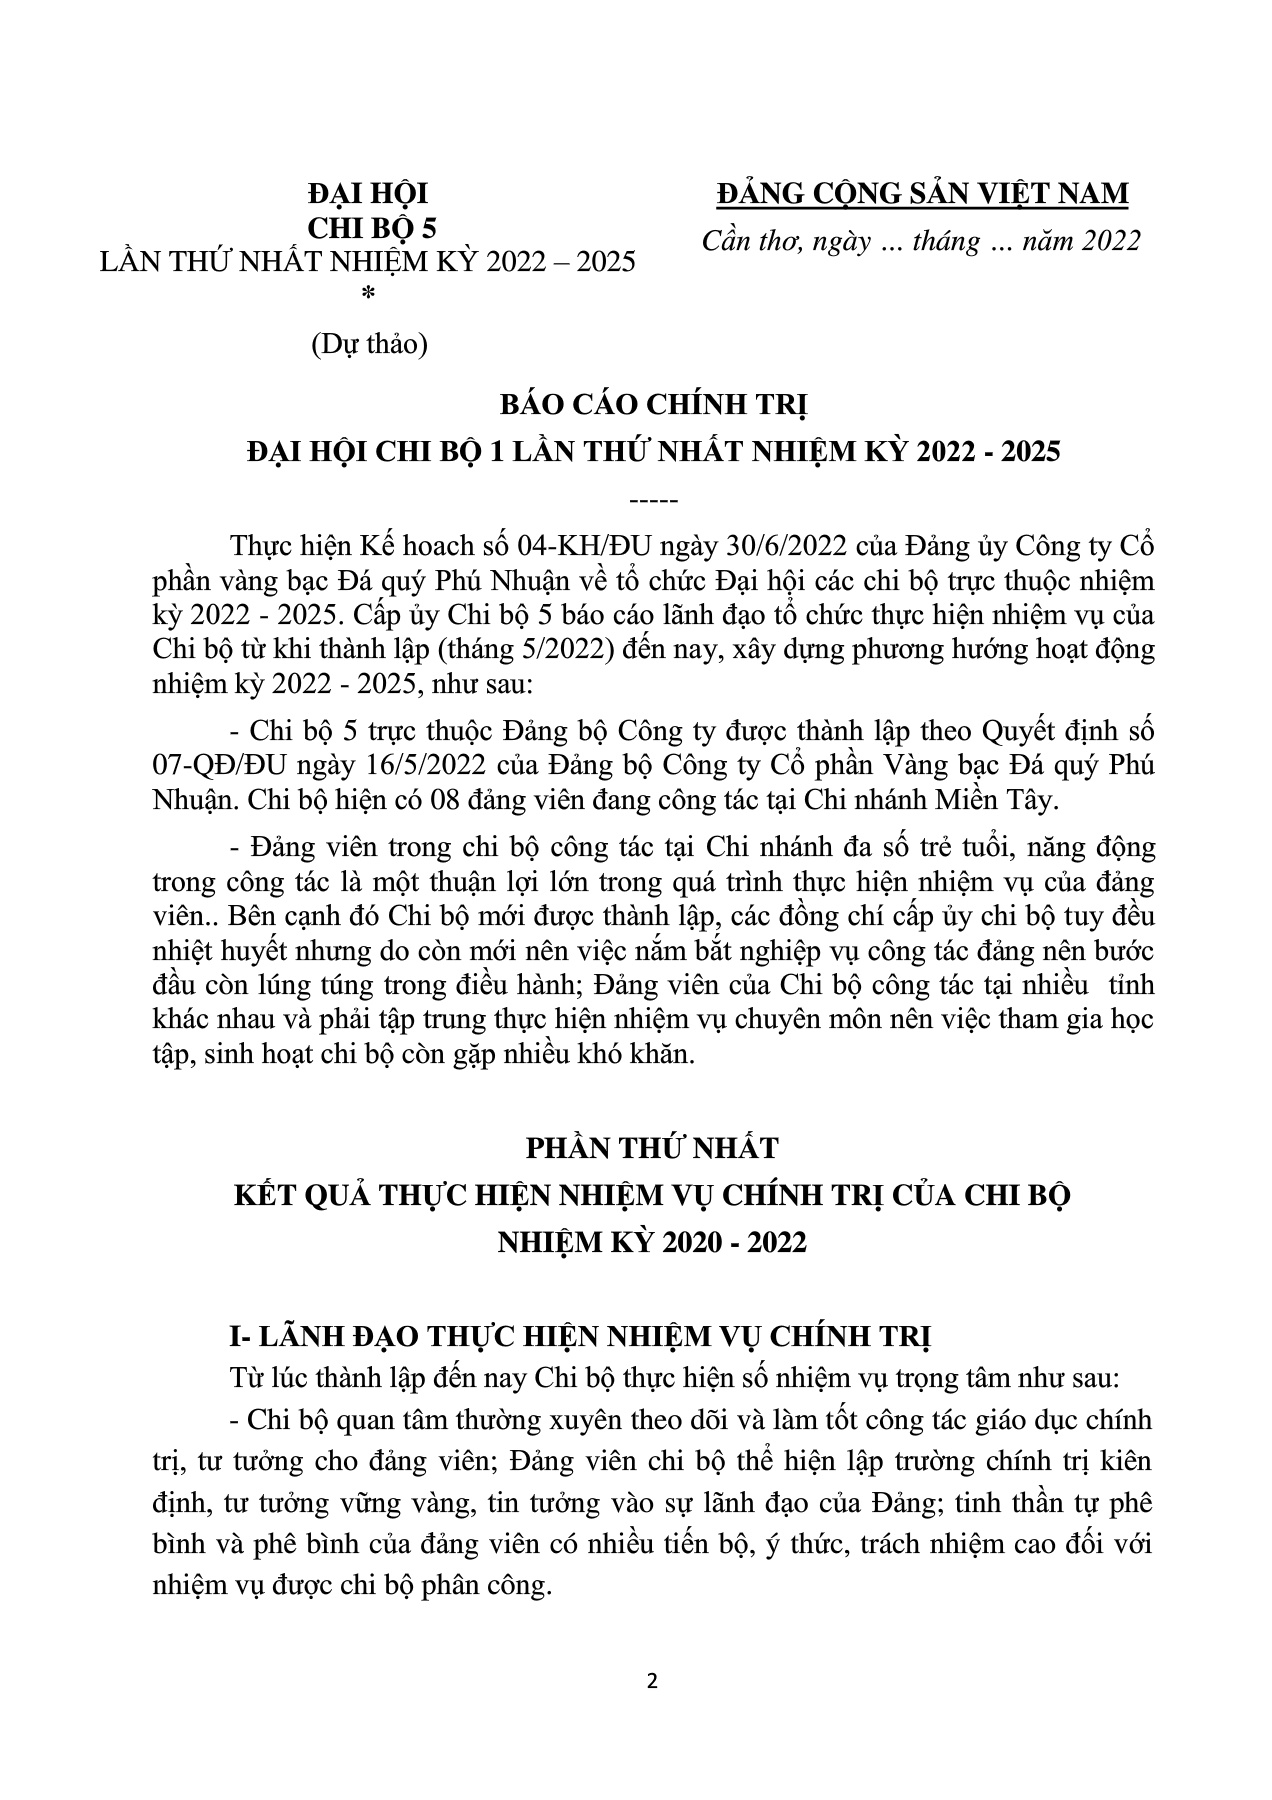 ĐẠI HỘI
CHI BỘ 5
LẦN THỨ NHẤT NHIỆM KỲ 2022 – 2025
*
(Dự thảo)
ĐẢNG CỘNG SẢN VIỆT NAM
Cần thơ, ngày ... tháng ... năm 2022
BÁO CÁO CHÍNH TRỊ
ĐẠI HỘI CHI BỘ 1 LẦN THỨ NHẤT NHIỆM KỲ 2022 - 2025
-----
Thực hiện Kế hoach số 04-KH/ĐU ngày 30/6/2022 của Đảng ủy Công ty Cổ
phần vàng bạc Đá quý Phú Nhuận về tổ chức Đại hội các chi bộ trực thuộc nhiệm
kỳ 2022 - 2025. Cấp ủy Chi bộ 5 báo cáo lãnh đạo tổ chức thực hiện nhiệm vụ của
Chi bộ từ khi thành lập (tháng 5/2022) đến nay, xây dựng phương hướng hoạt động
nhiệm kỳ 2022 - 2025, như sau:
- Chi bộ 5 trực thuộc Đảng bộ Công ty được thành lập theo Quyết định số
07-QĐ/ĐU ngày 16/5/2022 của Đảng bộ Công ty Cổ phần Vàng bạc Đá quý Phú
Nhuận. Chi bộ hiện có 08 đảng viên đang công tác tại Chi nhánh Miền Tây.
- Đảng viên trong chi bộ công tác tại Chi nhánh đa số trẻ tuổi, năng động
trong công tác là một thuận lợi lớn trong quá trình thực hiện nhiệm vụ của đảng
viên.. Bên cạnh đó Chi bộ mới được thành lập, các đồng chí cấp ủy chi bộ tuy đều
nhiệt huyết nhưng do còn mới nên việc nắm bắt nghiệp vụ công tác đảng nên bước
đầu còn lúng túng trong điều hành; Đảng viên của Chi bộ công tác tại nhiều  tỉnh
khác nhau và phải tập trung thực hiện nhiệm vụ chuyên môn nên việc tham gia học
tập, sinh hoạt chi bộ còn gặp nhiều khó khăn.
PHẦN THỨ NHẤT
KẾT QUẢ THỰC HIỆN NHIỆM VỤ CHÍNH TRỊ CỦA CHI BỘ
NHIỆM KỲ 2020 - 2022
I- LÃNH ĐẠO THỰC HIỆN NHIỆM VỤ CHÍNH TRỊ
Từ lúc thành lập đến nay Chi bộ thực hiện số nhiệm vụ trọng tâm như sau:
- Chi bộ quan tâm thường xuyên theo dõi và làm tốt công tác giáo dục chính
trị, tư tưởng cho đảng viên; Đảng viên chi bộ thể hiện lập trường chính trị kiên
định, tư tưởng vững vàng, tin tưởng vào sự lãnh đạo của Đảng; tinh thần tự phê
bình và phê bình của đảng viên có nhiều tiến bộ, ý thức, trách nhiệm cao đối với
nhiệm vụ được chi bộ phân công.
2